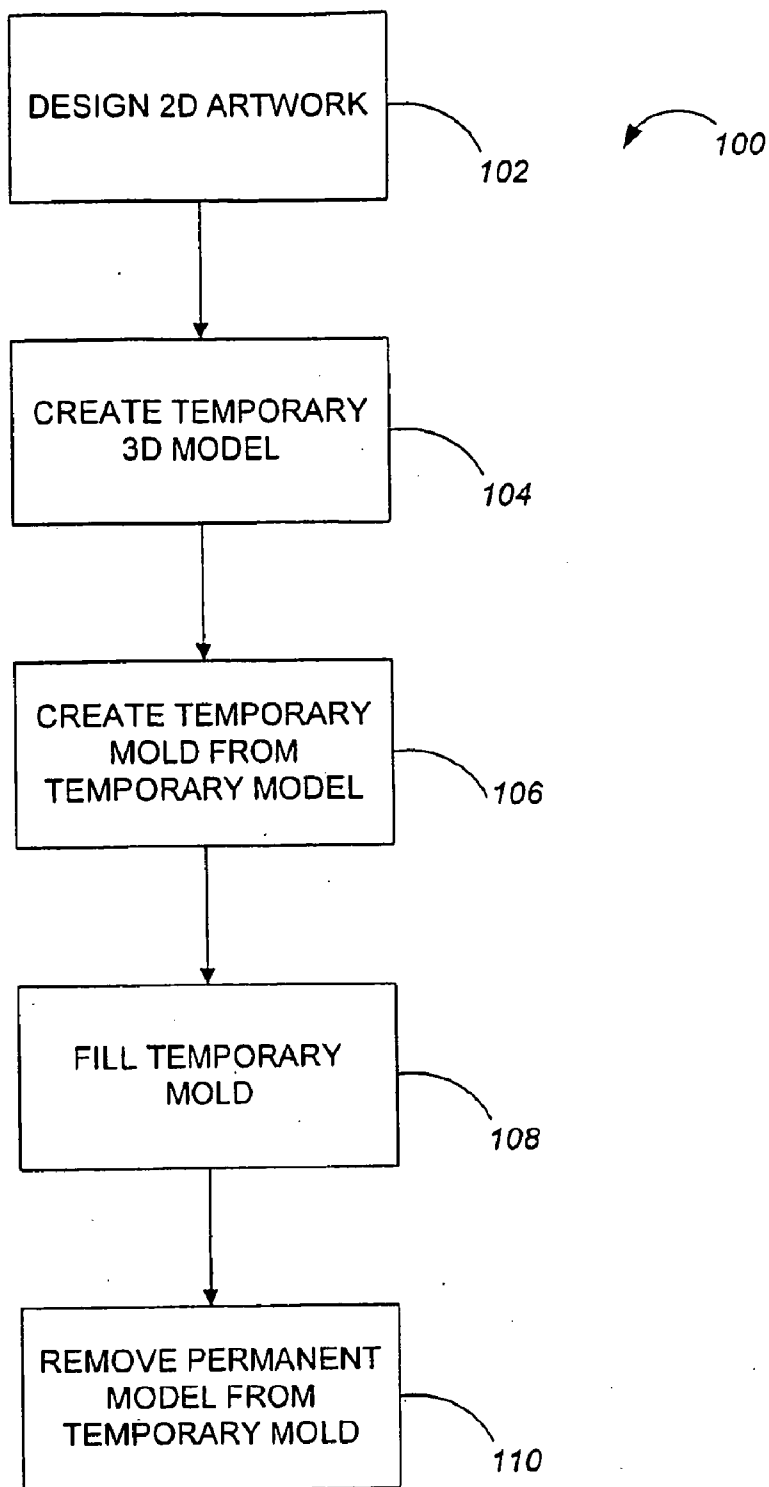 DESIGN 2D ARTWORK
102
100
CREATE TEMPORARY
3D MODEL
104
CREATE TEMPORARY
MOLD FROM
TEMPORARY MODEL
106
FILL TEMPORARY
MOLD
108
REMOVE PERMANENT
MODEL FROM
TEMPORARY MOLD
110